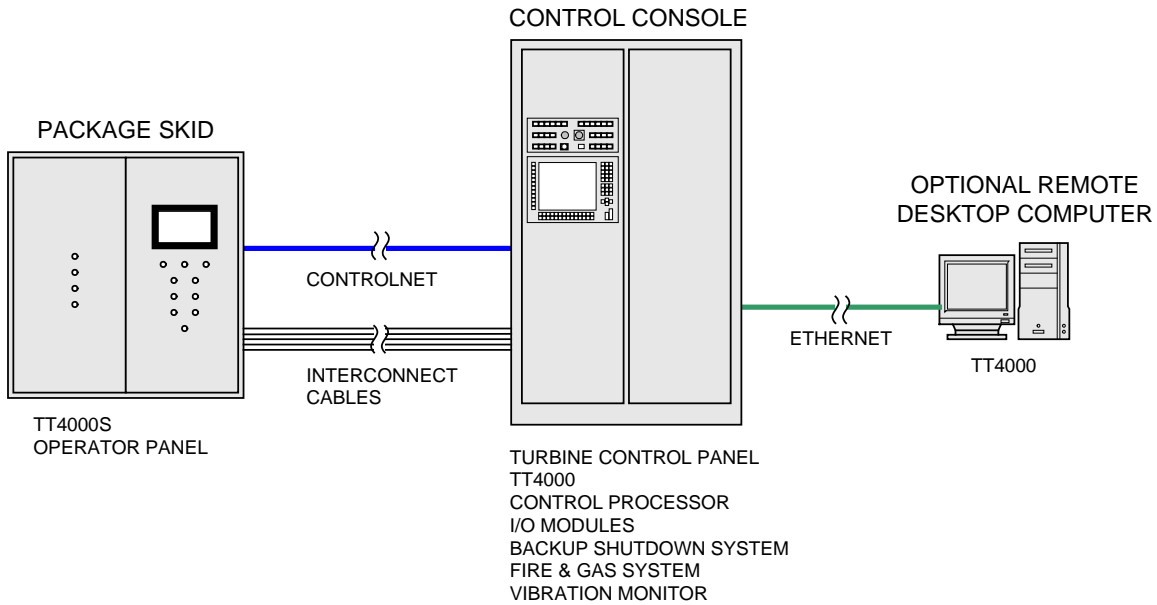 CONTROL CONSOLE
PACKAGE SKID
OPTIONAL REMOTE
DESKTOP COMPUTER
CONTROLNET
ETHERNET
TT4000
INTERCONNECT
CABLES
TT4000S
OPERATOR PANEL
TURBINE CONTROL PANEL
TT4000
CONTROL PROCESSOR
I/O MODULES
BACKUP SHUTDOWN SYSTEM
FIRE & GAS SYSTEM
VIBRATION MONITOR